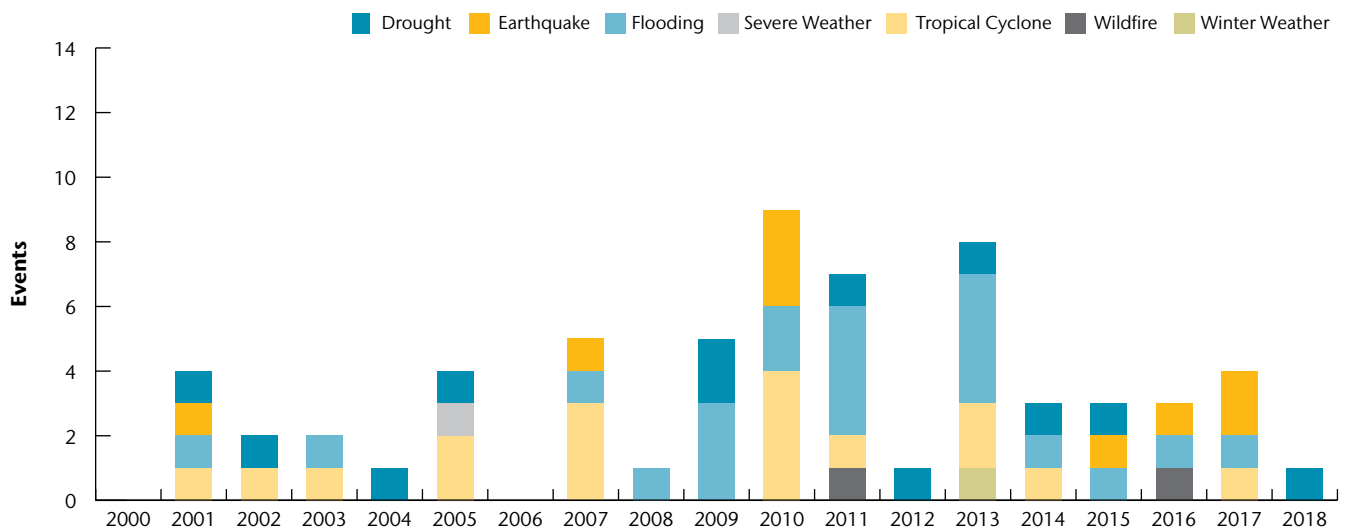 Drought Earthquake Flooding Severe Weather Tropical Cyclone Wildfire Winter Weather
14
12
10
8
6
4
2
0
Events
2000 2001 2002 2003 2004 2005 2006 2007 2008 2009 2010 2011 2012 2013 2014 2015 2016 2017 2018